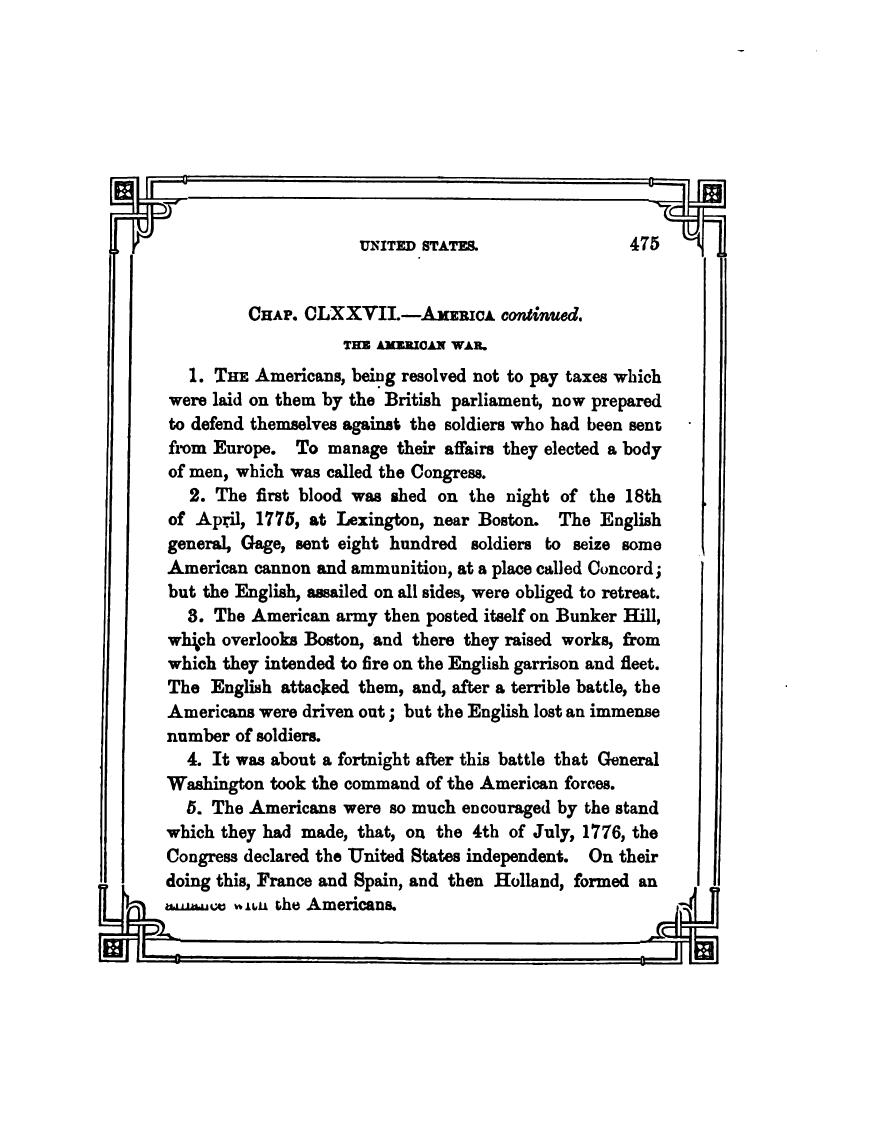 UNITED STATES. 475
CHAP. CLXXVII.—AMERICA continued.
THE AMERICAN WAR.
1. THE Americans, being resolved not to pay taxes which
were laid on them by the British parliament, now prepared
to defend themselves against the soldiers who had been sent
from Europe. To manage their affairs they elected a body
of men, which was called the Congress.
2. The first blood was shed on the night of the 18th
of April, 1775, at Lexington, near Boston. The English
general, Gage, sent eight hundred soldiers to seize some
American cannon and ammunition, at a place called Concord;
but the English, assailed on all sides, were obliged to retreat.
3. The American army then posted itself on Bunker Hill,
which overlooks Boston, and there they raised works, from
which they intended to fire on the English garrison and fleet.
The English attacked them, and, after a terrible battle, the
Americans were driven out; but the English lost an immense
number of soldiers.
4. It was about a fortnight after this battle that General
Washington took the command of the American forces.
5. The Americans were so much encouraged by the stand
which they had made, that, on the 4th of July, 1776, the
Congress declared the United States independent. On their
doing this, France and Spain, and then Holland, formed an
alliance with the Americans.